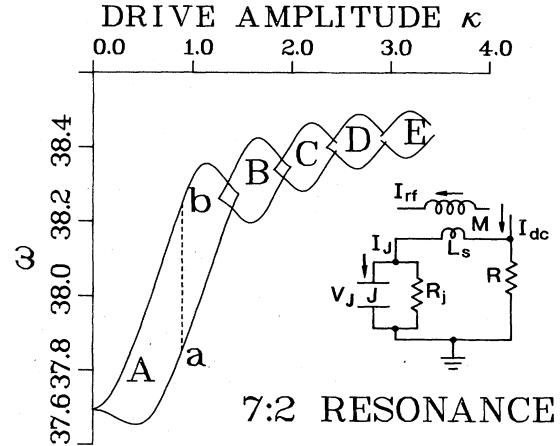 DRIVE AMPLITUDE κ
0.0 1.0 2.0 3.0 4.0
38.4
38.2
38.0
37.8
37.6
ω
A
B
C
D
E
b
a
I_rf
M
I_dc
I_J
L_s
V_J
J
R_j
R
7:2 RESONANCE